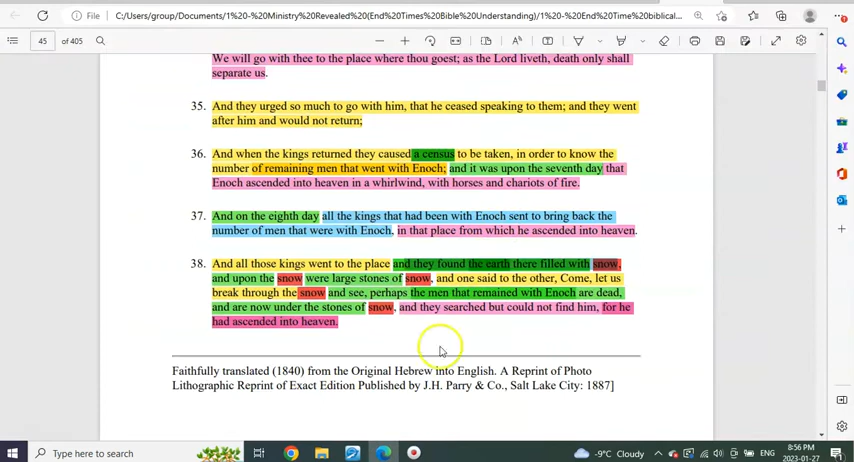 File
C:/Users/group/Documents/1%20-%20Ministry%20Revealed(End%20Times%20Bible%20Understanding)/1%20-%20End%20Time%20biblical...
45 of 405
We will go with thee to the place where thou goest; as the Lord liveth, death only shall
separate us.
35. And they urged so much to go with him, that he ceased speaking to them; and they went
after him and would not return;
36. And when the kings returned they caused a census to be taken, in order to know the
number of remaining men that went with Enoch; and it was upon the seventh day that
Enoch ascended into heaven in a whirlwind, with horses and chariots of fire.
37. And on the eighth day all the kings that had been with Enoch sent to bring back the
number of men that were with Enoch, in that place from which he ascended into heaven.
38. And all those kings went to the place and they found the earth there filled with snow,
and upon the snow were large stones of snow, and one said to the other, Come, let us
break through the snow and see, perhaps the men that remained with Enoch are dead,
and are now under the stones of snow, and they searched but could not find him, for he
had ascended into heaven.
Faithfully translated (1840) from the Original Hebrew into English. A Reprint of Photo
Lithographic Reprint of Exact Edition Published by J.H. Parry & Co., Salt Lake City: 1887]
Type here to search
-9°C Cloudy
ENG
8:56 PM
2023-01-27